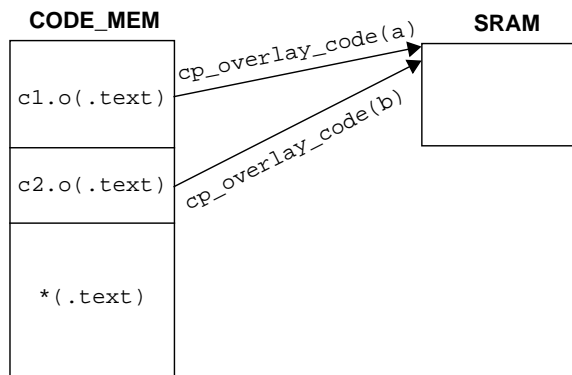 CODE_MEM
SRAM
cp_overlay_code(a)
c1.o(.text)
cp_overlay_code(b)
c2.o(.text)
*(.text)